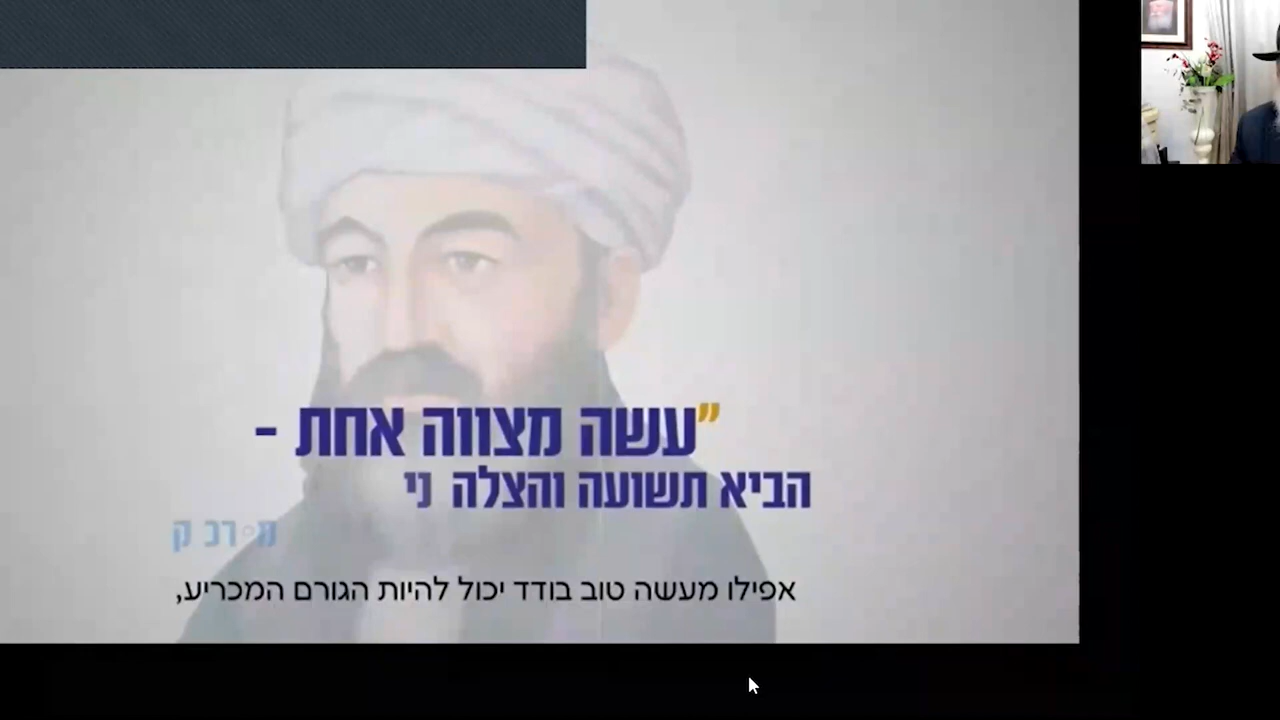 "עשה מצווה אחת -
הביא תשועה והצלה
אפילו מעשה טוב בודד יכול להיות הגורם המכריע,